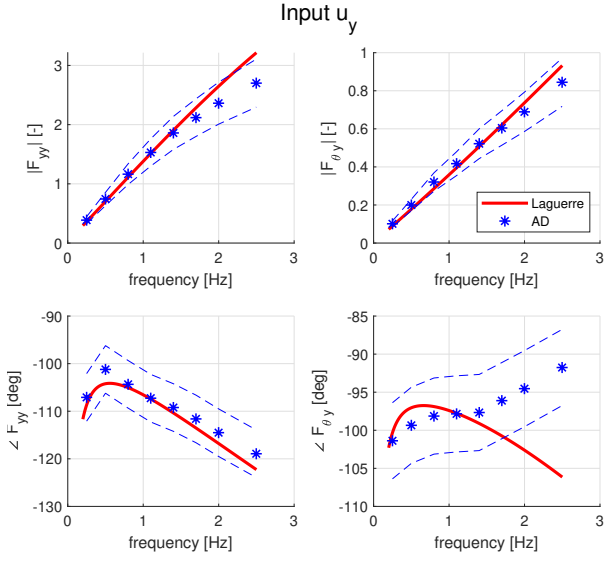 Input u_y
|F_yy| [-]
3
2
1
0
0 1 2 3
frequency [Hz]
|F_θ y| [-]
1
0.8
0.6
0.4
0.2
0
0 1 2 3
frequency [Hz]
Laguerre
AD
∠ F_yy [deg]
-90
-100
-110
-120
-130
0 1 2 3
frequency [Hz]
∠ F_θ y [deg]
-85
-90
-95
-100
-105
-110
0 1 2 3
frequency [Hz]